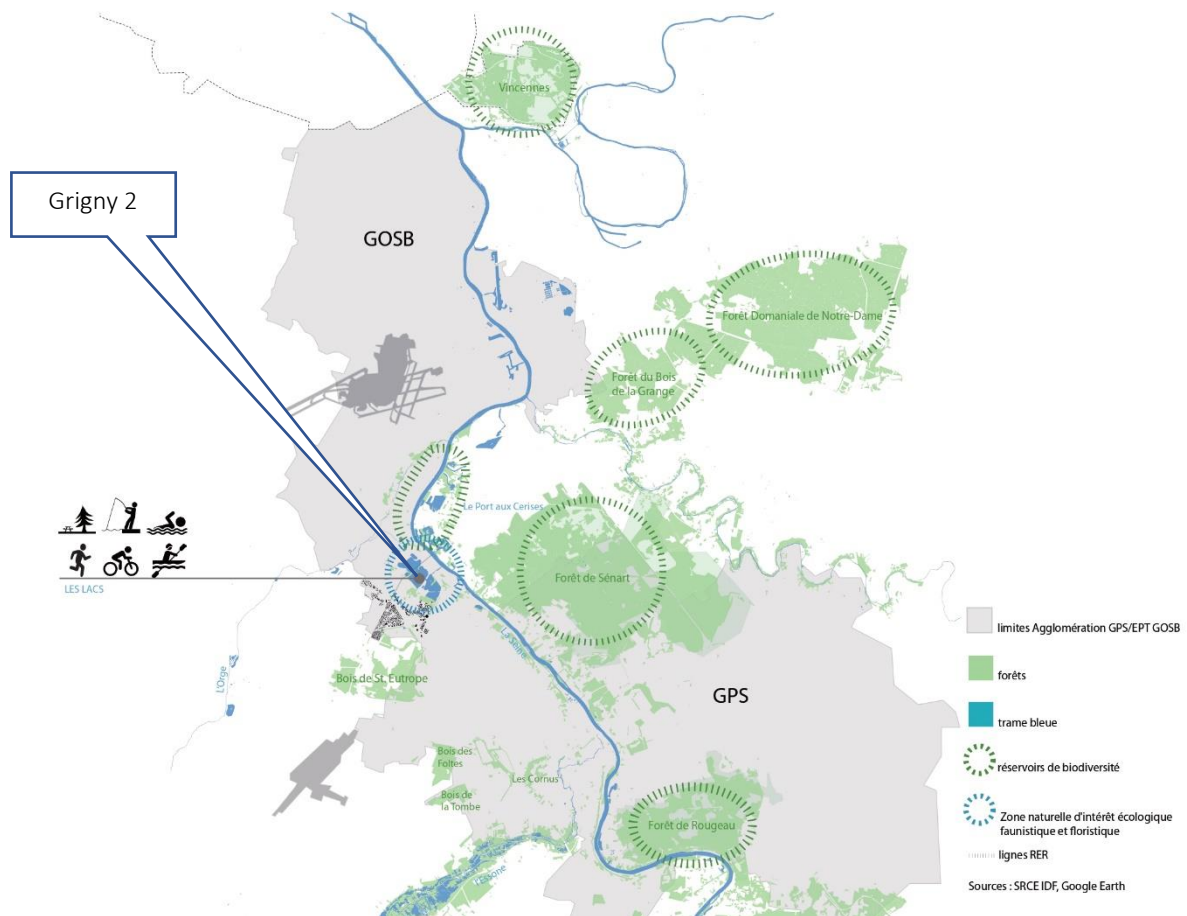 Vincennes
Grigny 2
GOSB
Forêt Domaniale de Notre-Dame
Forêt du Bois
de la Grange
Le Port aux Cerises
LES LACS
Forêt de Sénart
La Seine
L'Orge
Bois de St. Eutrope
GPS
Bois des
Folies
Les Cornus
Bois de
la Tombe
Forêt de Rougeau
L'Essone
limites Agglomération GPS/EPT GOSB
forêts
trame bleue
réservoirs de biodiversité
Zone naturelle d'intérêt écologique
faunistique et floristique
lignes RER
Sources : SRCE IDF, Google Earth